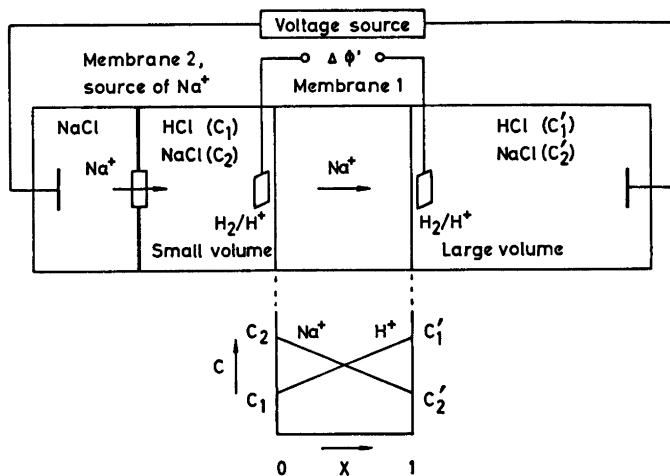 Voltage source
Membrane 2,
source of Na⁺
Δ ϕ'
Membrane 1
NaCl
HCl (C₁)
NaCl(C₂)
HCl (C₁')
NaCl (C₂')
Na⁺
Na⁺
H₂/H⁺
H₂/H⁺
Small volume
Large volume
C₂
Na⁺
H⁺
C₁'
C
C₁
C₂'
0
X
1